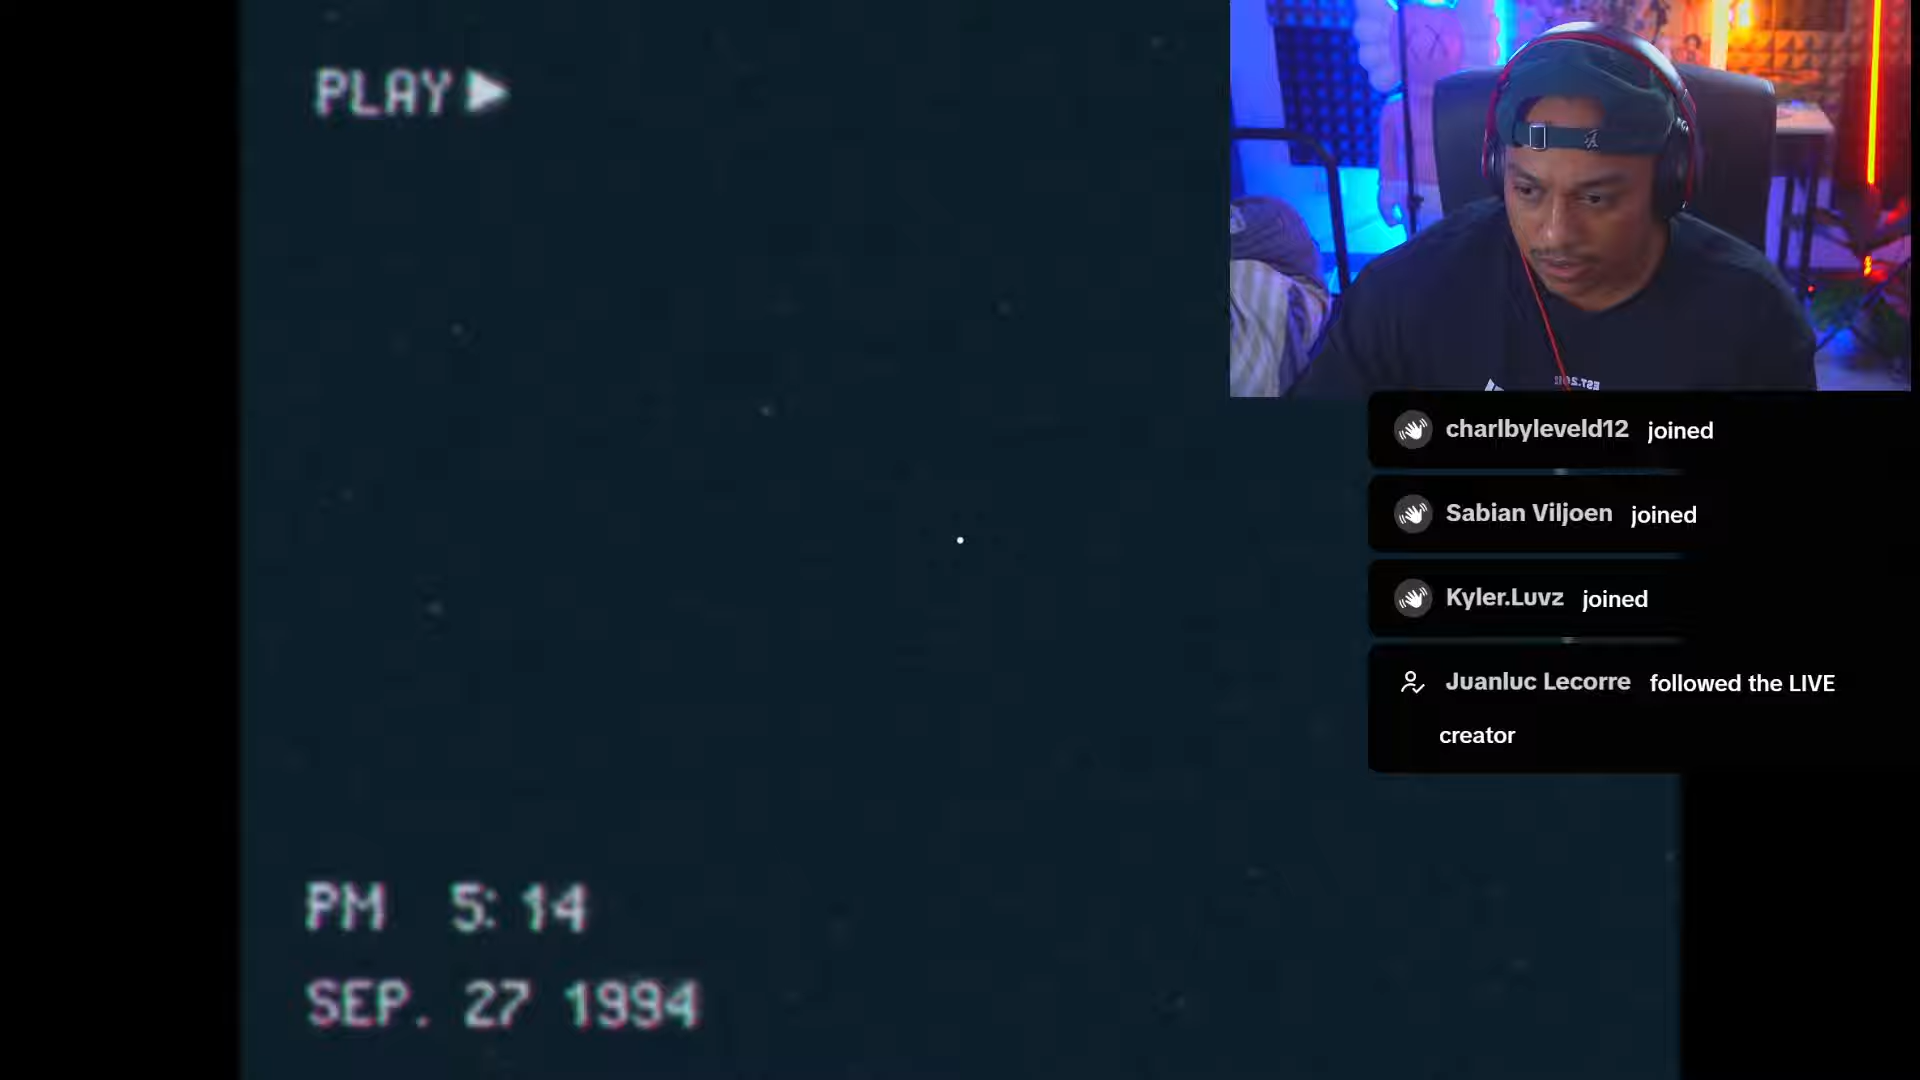 PLAY▶
charlbyleveld12 joined
Sabian Viljoen joined
Kyler.Luvz joined
Juanluc Lecorre followed the LIVE
creator
PM 5:14
SEP. 27 1994